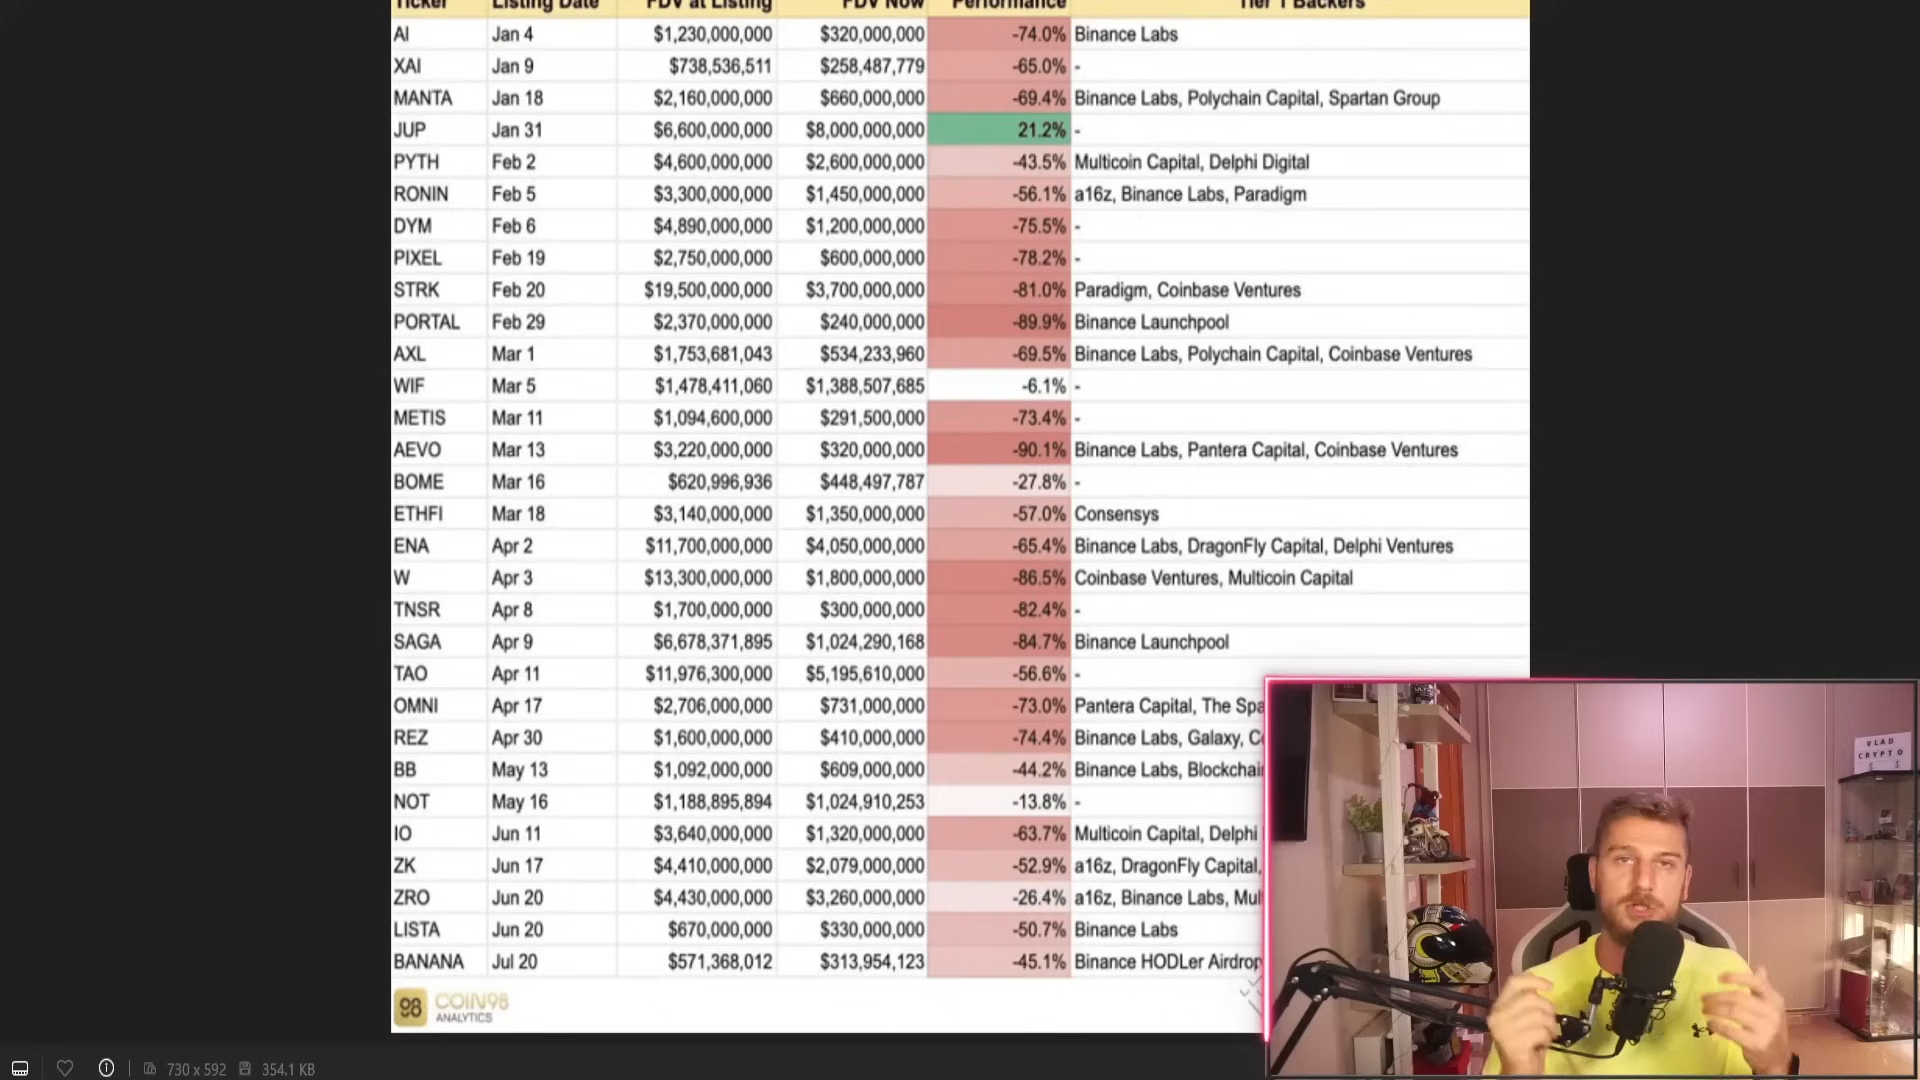 Ticker Listing Date FDV at Listing FDV Now Performance Tier 1 Backers
AI Jan 4 $1,230,000,000 $320,000,000 -74.0% Binance Labs
XAI Jan 9 $738,536,511 $258,487,779 -65.0% -
MANTA Jan 18 $2,160,000,000 $660,000,000 -69.4% Binance Labs, Polychain Capital, Spartan Group
JUP Jan 31 $6,600,000,000 $8,000,000,000 21.2% -
PYTH Feb 2 $4,600,000,000 $2,600,000,000 -43.5% Multicoin Capital, Delphi Digital
RONIN Feb 5 $3,300,000,000 $1,450,000,000 -56.1% a16z, Binance Labs, Paradigm
DYM Feb 6 $4,890,000,000 $1,200,000,000 -75.5% -
PIXEL Feb 19 $2,750,000,000 $600,000,000 -78.2% -
STRK Feb 20 $19,500,000,000 $3,700,000,000 -81.0% Paradigm, Coinbase Ventures
PORTAL Feb 29 $2,370,000,000 $240,000,000 -89.9% Binance Launchpool
AXL Mar 1 $1,753,681,043 $534,233,960 -69.5% Binance Labs, Polychain Capital, Coinbase Ventures
WIF Mar 5 $1,478,411,060 $1,388,507,685 -6.1% -
METIS Mar 11 $1,094,600,000 $291,500,000 -73.4% -
AEVO Mar 13 $3,220,000,000 $320,000,000 -90.1% Binance Labs, Pantera Capital, Coinbase Ventures
BOME Mar 16 $620,996,936 $448,497,787 -27.8% -
ETHFI Mar 18 $3,140,000,000 $1,350,000,000 -57.0% Consensys
ENA Apr 2 $11,700,000,000 $4,050,000,000 -65.4% Binance Labs, DragonFly Capital, Delphi Ventures
W Apr 3 $13,300,000,000 $1,800,000,000 -86.5% Coinbase Ventures, Multicoin Capital
TNSR Apr 8 $1,700,000,000 $300,000,000 -82.4% -
SAGA Apr 9 $6,678,371,895 $1,024,290,168 -84.7% Binance Launchpool
TAO Apr 11 $11,976,300,000 $5,195,610,000 -56.6% -
OMNI Apr 17 $2,706,000,000 $731,000,000 -73.0% Pantera Capital, The Spa
REZ Apr 30 $1,600,000,000 $410,000,000 -74.4% Binance Labs, Galaxy, C
BB May 13 $1,092,000,000 $609,000,000 -44.2% Binance Labs, Blockchai
NOT May 16 $1,188,895,894 $1,024,910,253 -13.8% -
IO Jun 11 $3,640,000,000 $1,320,000,000 -63.7% Multicoin Capital, Delphi
ZK Jun 17 $4,410,000,000 $2,079,000,000 -52.9% a16z, DragonFly Capital,
ZRO Jun 20 $4,430,000,000 $3,260,000,000 -26.4% a16z, Binance Labs, Mul
LISTA Jun 20 $670,000,000 $330,000,000 -50.7% Binance Labs
BANANA Jul 20 $571,368,012 $313,954,123 -45.1% Binance HODLer Airdrop
98 COIN98
ANALYTICS
VLAD
CRYPTO
730 x 592 354.1 KB